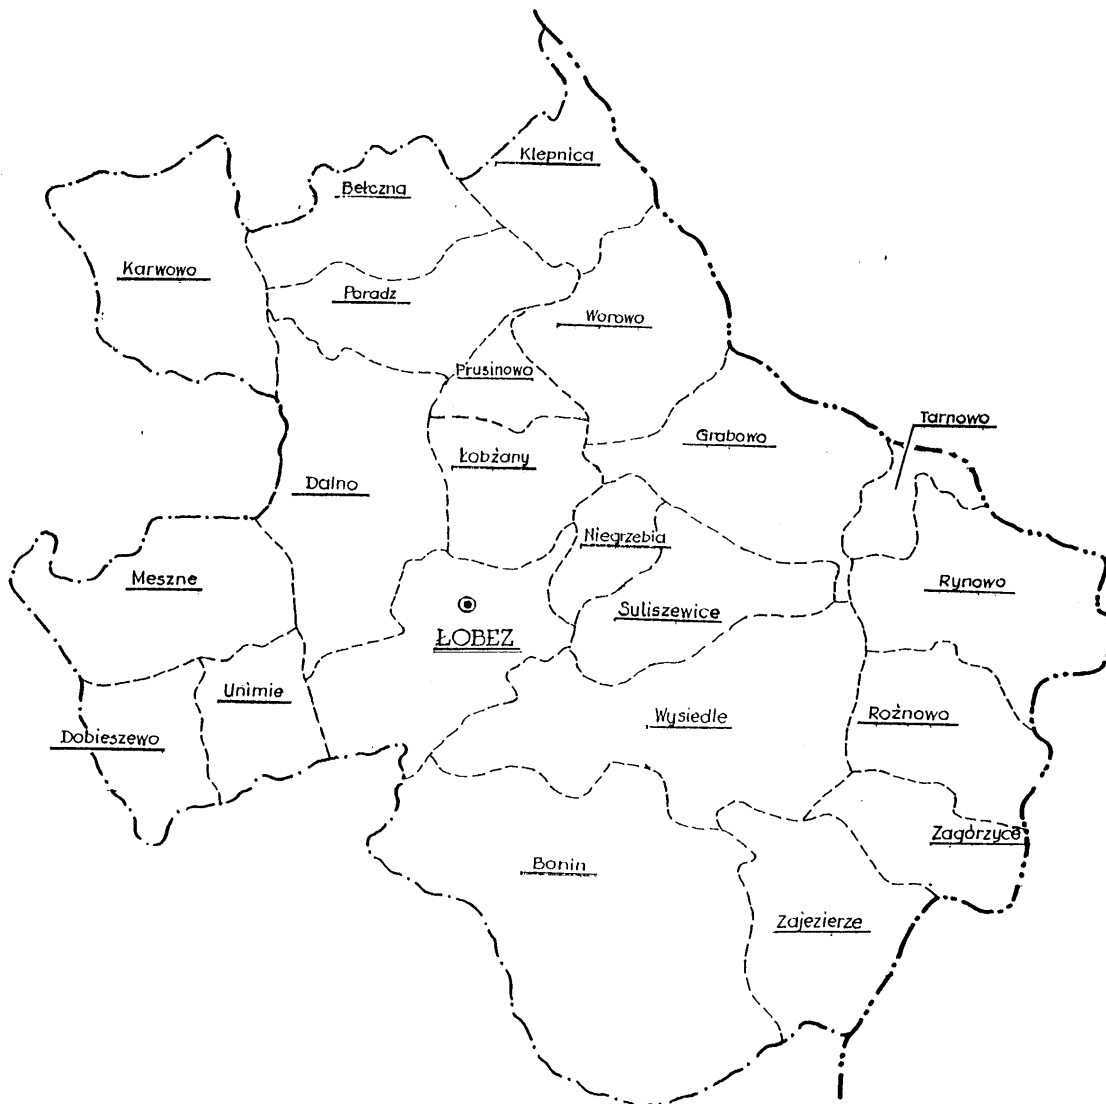 Klepnica
Bełczna
Karwowo
Poradz
Worowo
Prusinowo
Tarnowo
Grabowo
Łobżany
Dalno
Niegrzebia
Meszne
Rynowo
Suliszewice
ŁOBEZ
Unimie
Wysiedle
Rożnowo
Dobieszewo
Zagórzyce
Bonin
Zajezierze